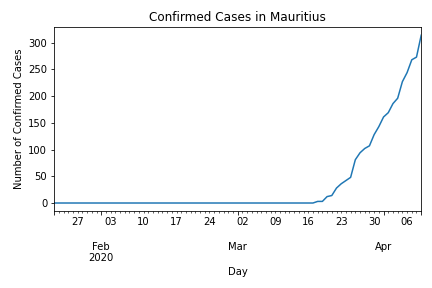 Confirmed Cases in Mauritius
Number of Confirmed Cases
300
250
200
150
100
50
0
27 03 10 17 24 02 09 16 23 30 06
Feb Mar Apr
2020
Day